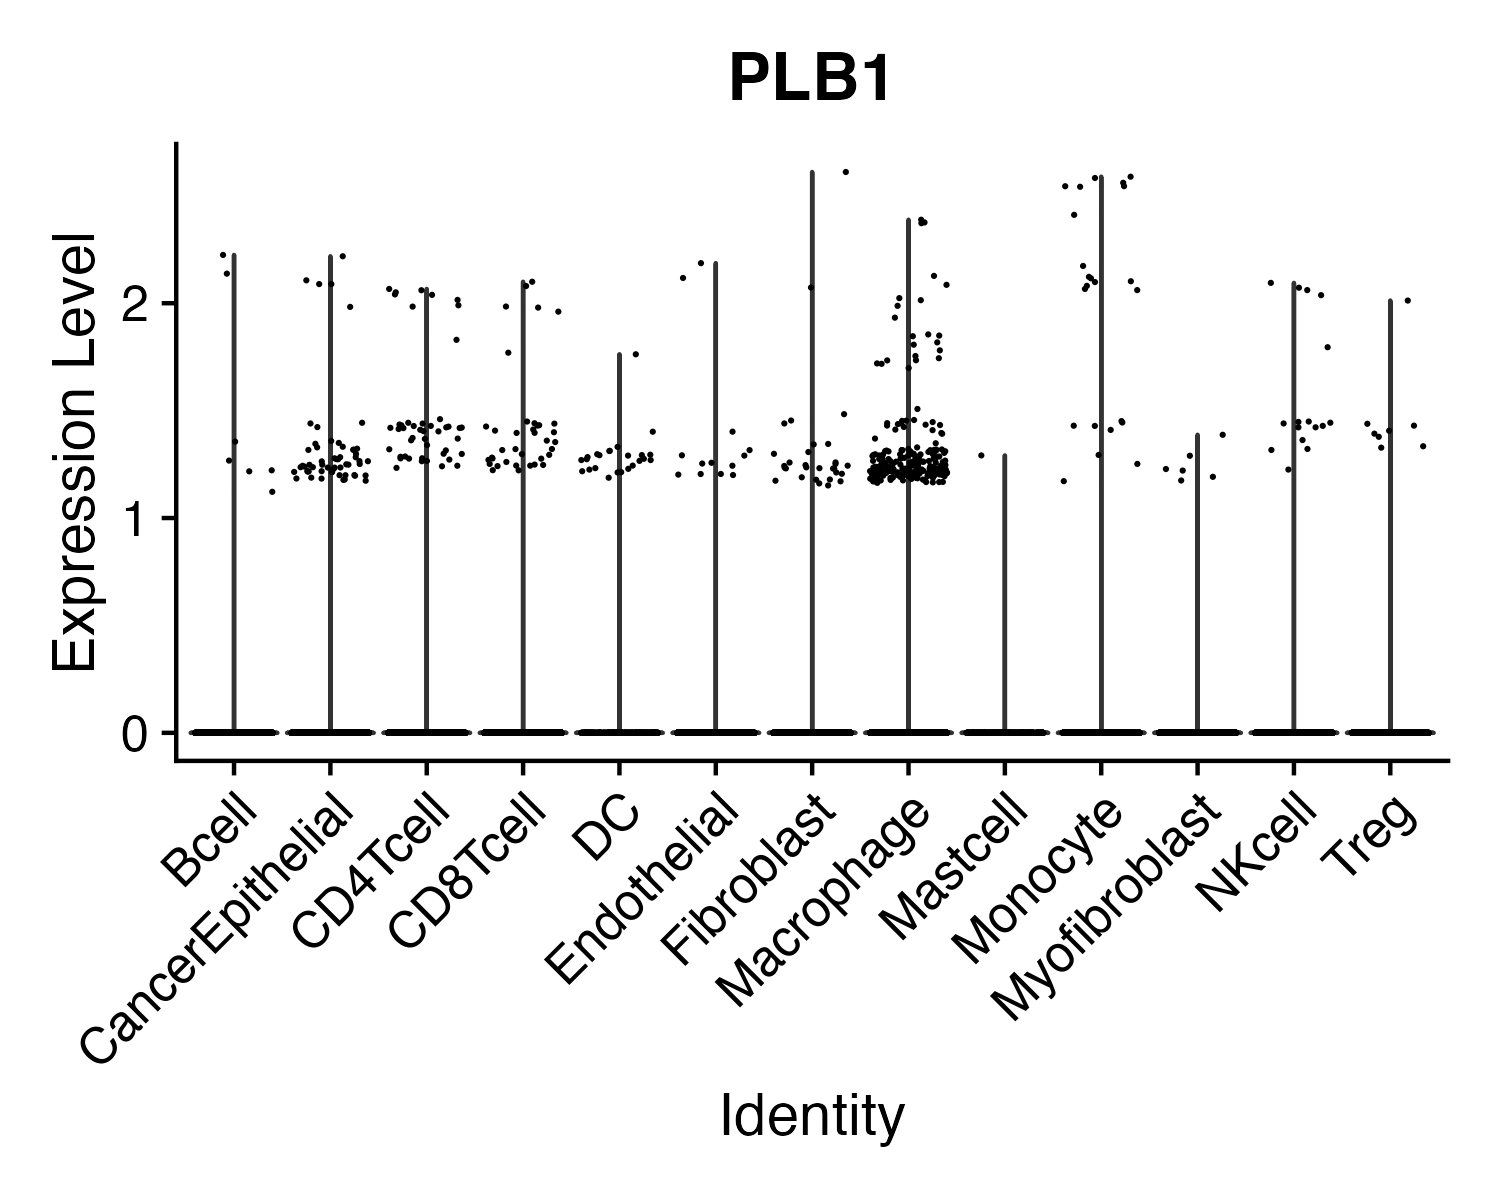 PLB1
Expression Level
2
1
0
Bcell
CancerEpithelial
CD4Tcell
CD8Tcell
DC
Endothelial
Fibroblast
Macrophage
Mastcell
Monocyte
Myofibroblast
NKcell
Treg
Identity